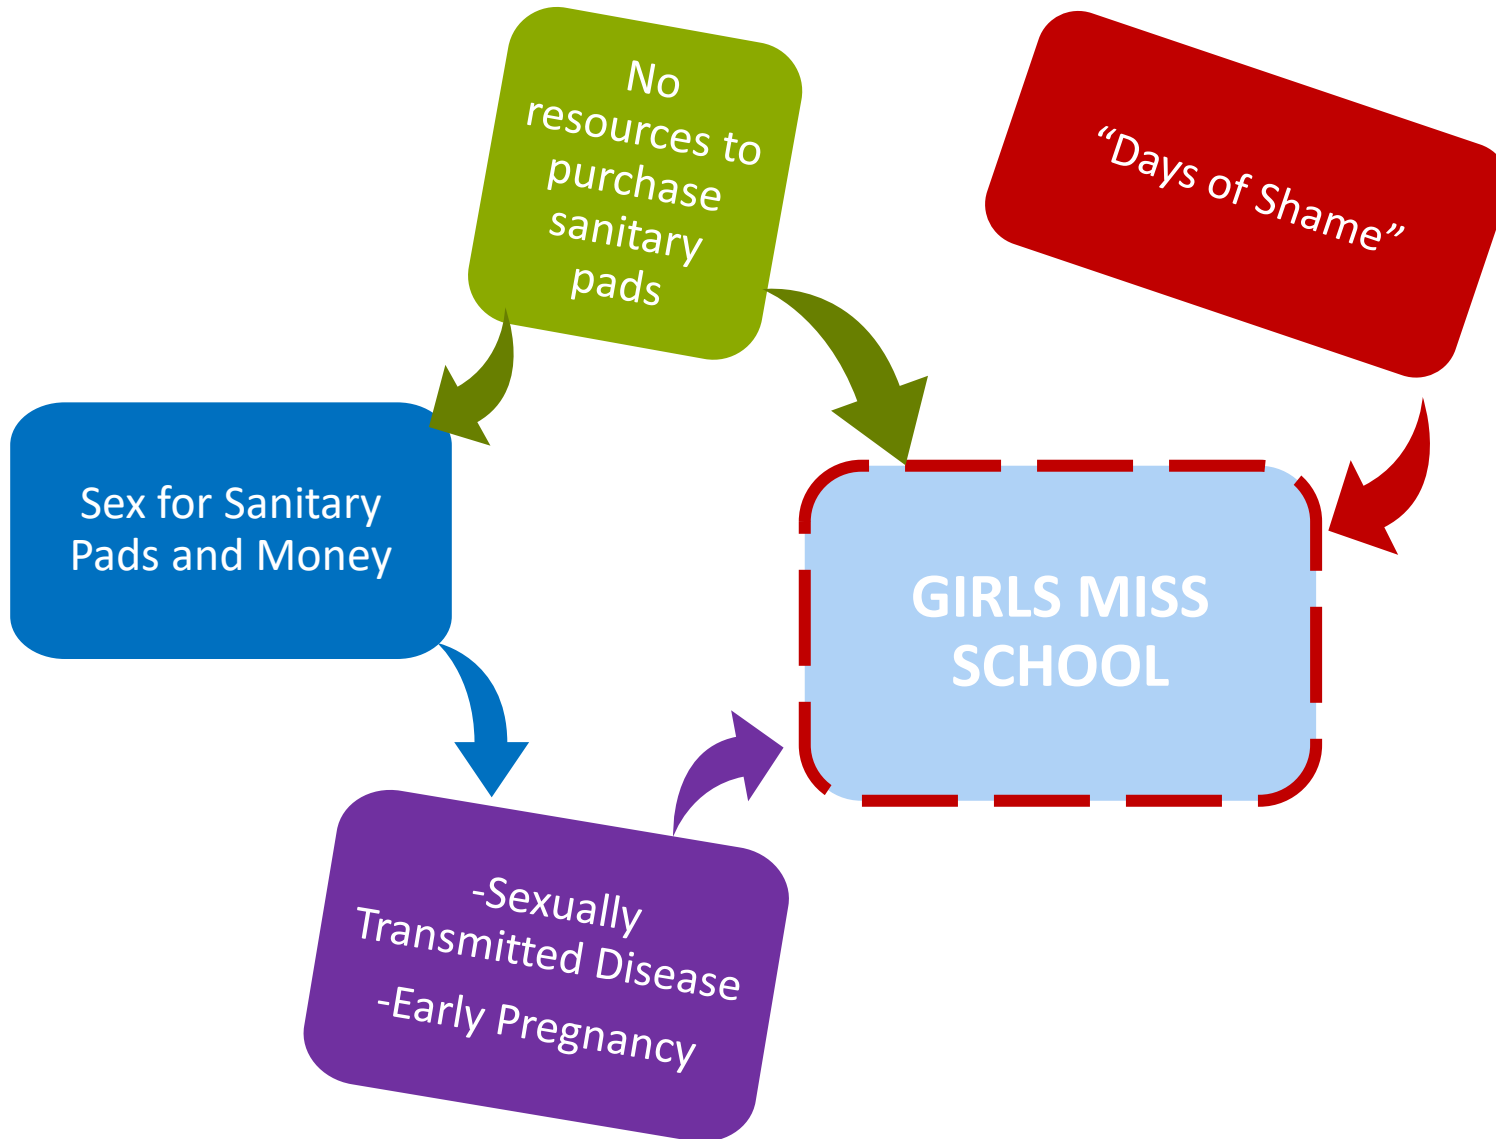 No
resources to
purchase
sanitary
pads
“Days of Shame”
Sex for Sanitary
Pads and Money
GIRLS MISS
SCHOOL
-Sexually
Transmitted Disease
-Early Pregnancy